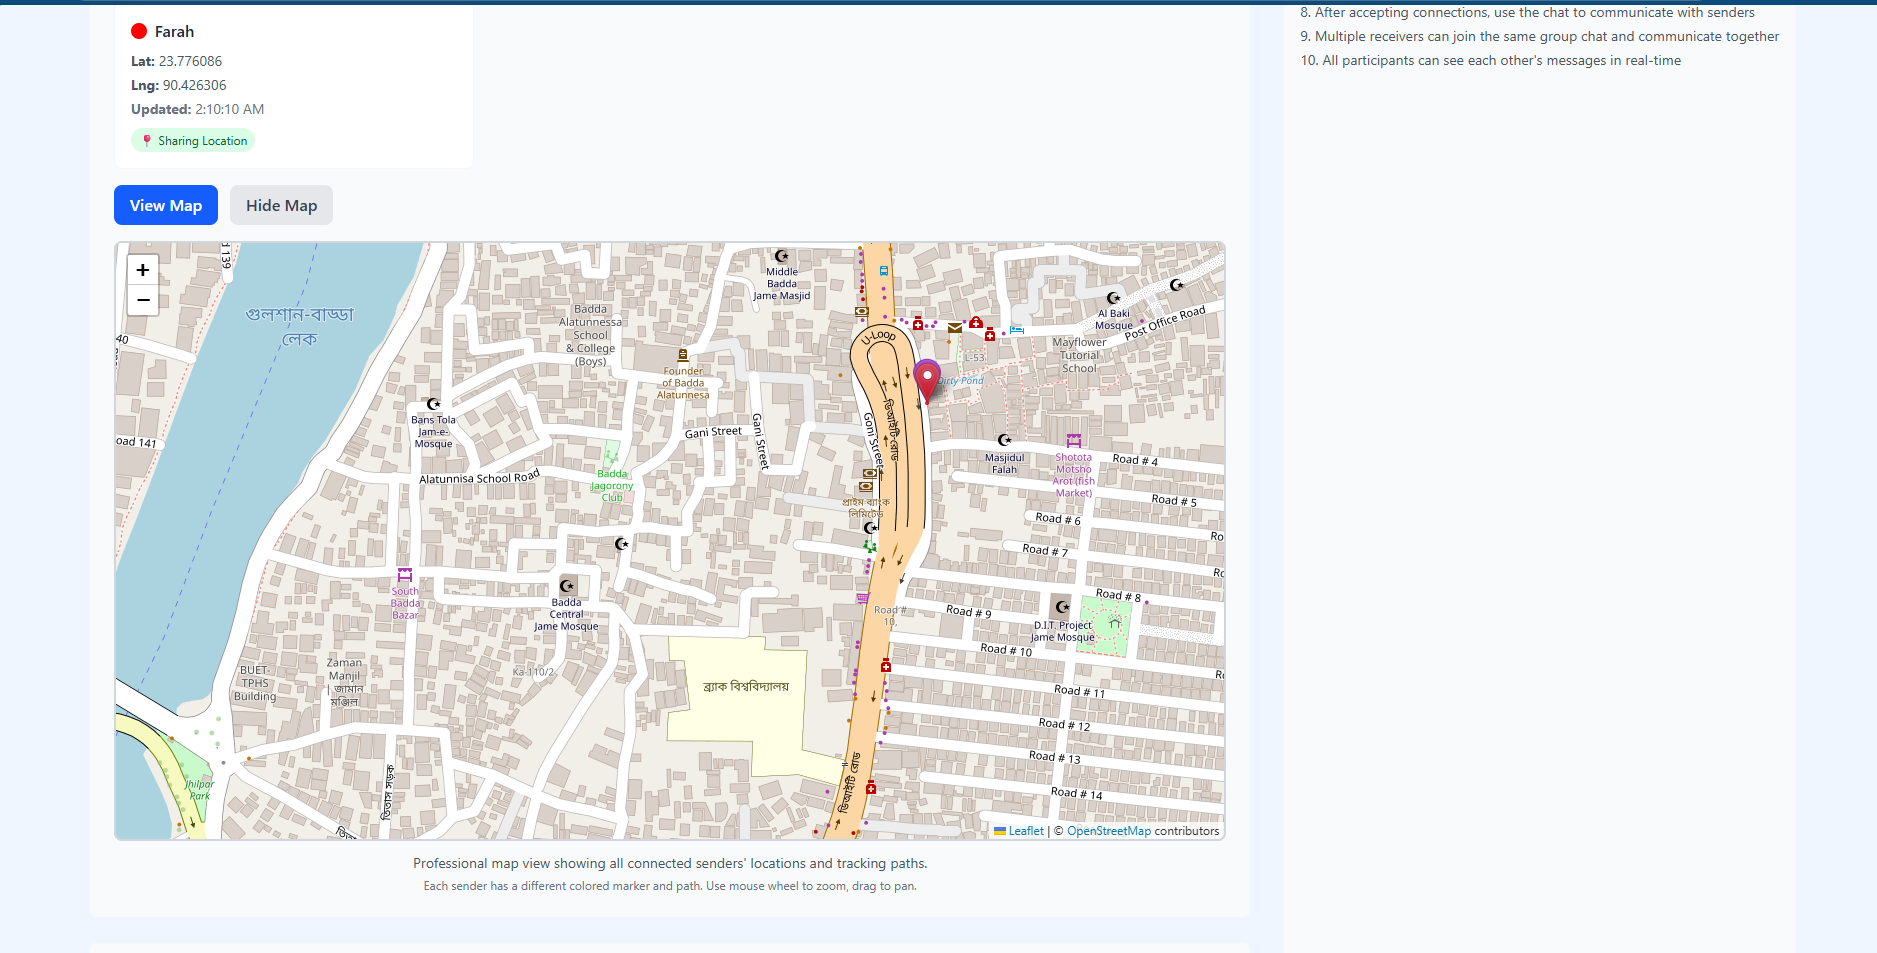 Farah
Lat: 23.776086
Lng: 90.426306
Updated: 2:10:10 AM
Sharing Location
View Map
Hide Map
+
−
139
40
oad 141
গুলশান-বাড্ডা
লেক
Middle
Badda
Jame Masjid
Badda
Alatunnessa
School
& College
(Boys)
Founder
of Badda
Alatunnesa
U-Loop
Al Baki
Mosque
Post Office Road
Mayflower
Tutorial
School
L-53
Dirty Pond
Bans Tola
Jam-e-
Mosque
Gani Street
Gani Street
Goni Street
ডিআইটি রোড
Alatunnisa School Road
Badda
Jagorony
Club
Masjidul
Falah
Shotota
Motsho
Arot (fish
Market)
Road # 4
Road # 5
Road # 6
Road # 7
Ro
Ro
প্রাইম ব্যাংক
লিমিটেড
South
Badda
Bazar
Badda
Central
Jame Mosque
Road #
10,
Road # 8
Road # 9
D.I.T. Project
Jame Mosque
Road # 10
BUET-
TPHS
Building
Zaman
Manjil
| জামান
মঞ্জিল
Ka-110/2
ব্র্যাক বিশ্ববিদ্যালয়
Road # 11
Road # 12
Road # 13
Road # 14
Jhilpar
Park
তিতাস সড়ক
ডিআইটি রোড
Leaflet | © OpenStreetMap contributors
Professional map view showing all connected senders' locations and tracking paths.
Each sender has a different colored marker and path. Use mouse wheel to zoom, drag to pan.
8. After accepting connections, use the chat to communicate with senders
9. Multiple receivers can join the same group chat and communicate together
10. All participants can see each other's messages in real-time